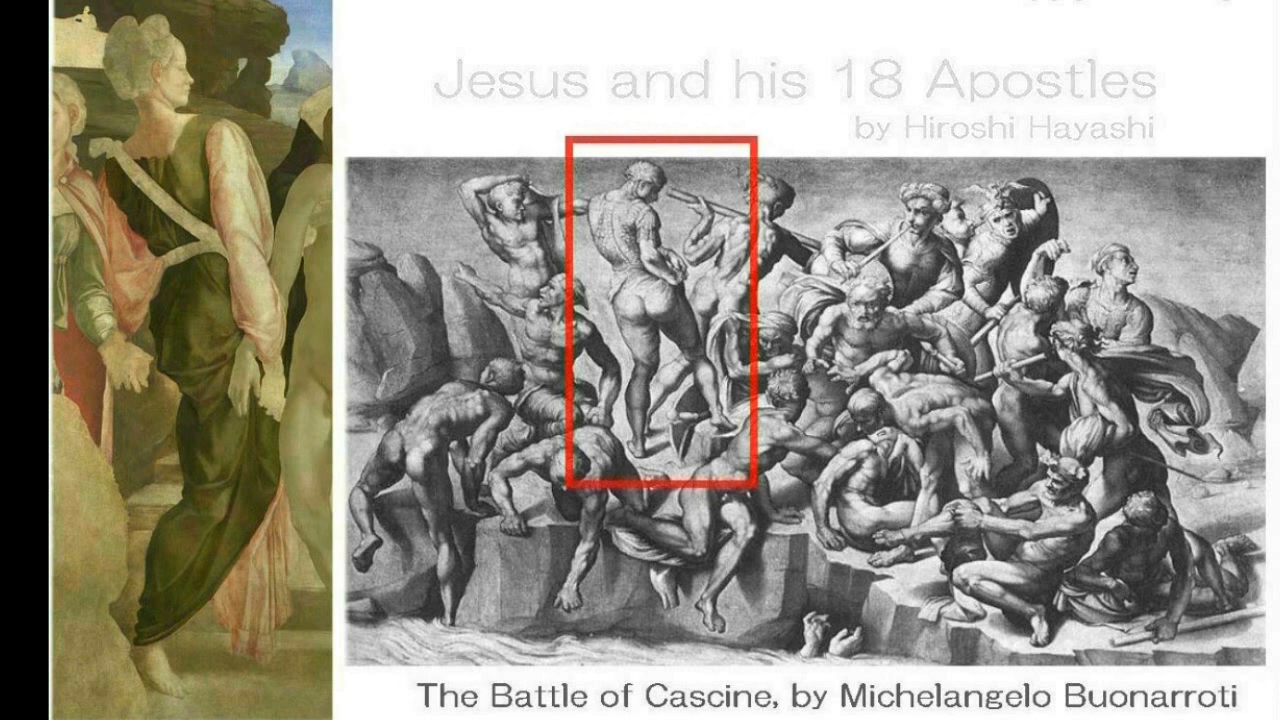 Jesus and his 18 Apostles
by Hiroshi Hayashi
The Battle of Cascine, by Michelangelo Buonarroti